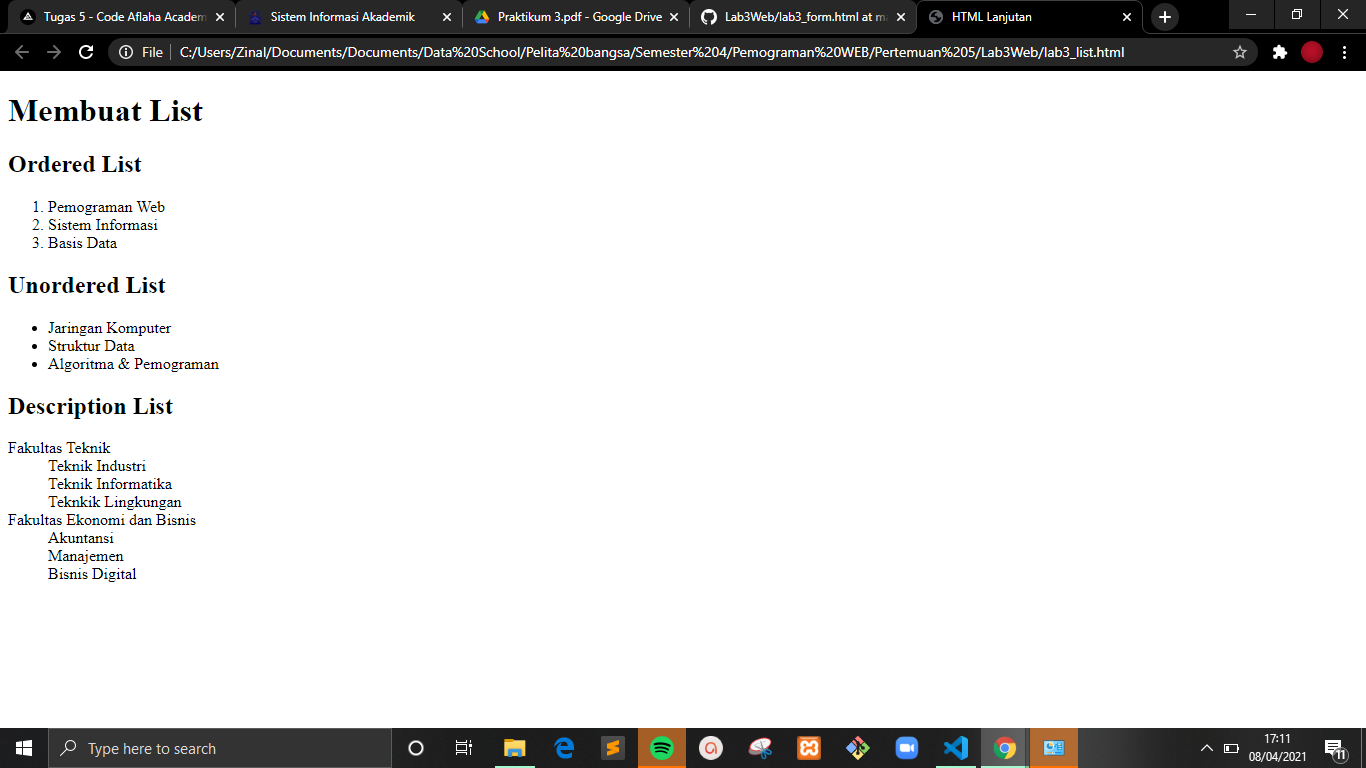 Tugas 5 - Code Aflaha Academ
Sistem Informasi Akademik
Praktikum 3.pdf - Google Drive
Lab3Web/lab3_form.html at ma
HTML Lanjutan
File
C:/Users/Zinal/Documents/Documents/Data%20School/Pelita%20bangsa/Semester%204/Pemograman%20WEB/Pertemuan%205/Lab3Web/lab3_list.html
Membuat List
Ordered List
1. Pemograman Web
2. Sistem Informasi
3. Basis Data
Unordered List
• Jaringan Komputer
• Struktur Data
• Algoritma & Pemograman
Description List
Fakultas Teknik
Teknik Industri
Teknik Informatika
Teknkik Lingkungan
Fakultas Ekonomi dan Bisnis
Akuntansi
Manajemen
Bisnis Digital
Type here to search
17:11
08/04/2021
11